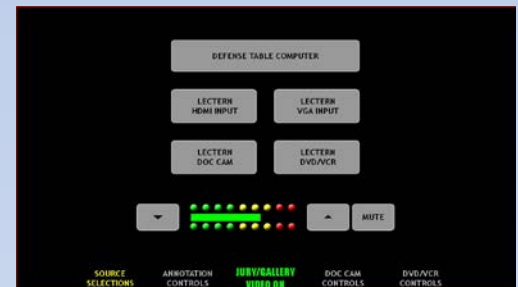 DEFENSE TABLE COMPUTER
LECTERN
HDMI INPUT
LECTERN
VGA INPUT
LECTERN
DOC CAM
LECTERN
DVD/VCR
MUTE
SOURCE
SELECTIONS
ANNOTATION
CONTROLS
JURY/GALLERY
VIDEO ON
DOC CAM
CONTROLS
DVD/VCR
CONTROLS